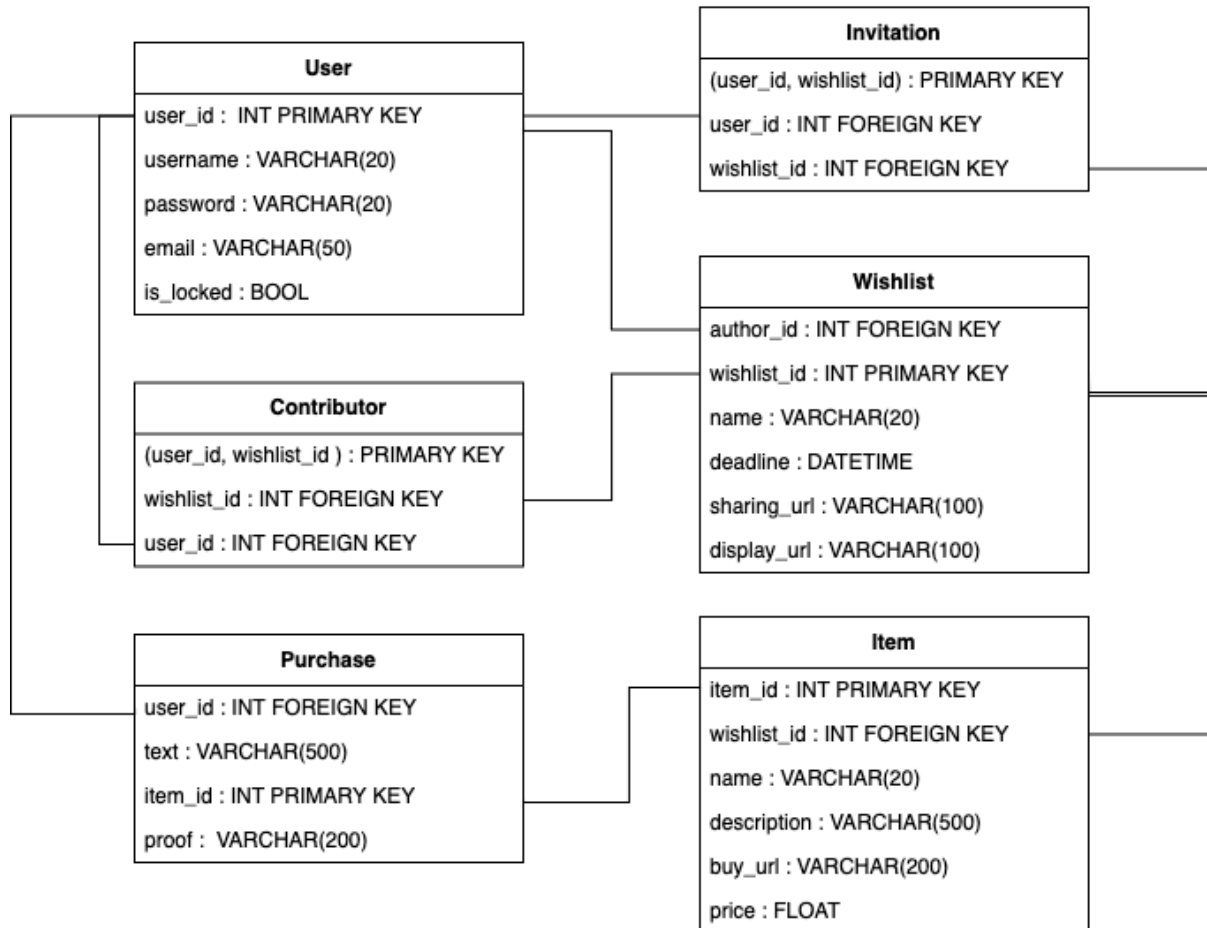 User
user_id :  INT PRIMARY KEY
username : VARCHAR(20)
password : VARCHAR(20)
email : VARCHAR(50)
is_locked : BOOL
Invitation
(user_id, wishlist_id) : PRIMARY KEY
user_id : INT FOREIGN KEY
wishlist_id : INT FOREIGN KEY
Contributor
(user_id, wishlist_id ) : PRIMARY KEY
wishlist_id : INT FOREIGN KEY
user_id : INT FOREIGN KEY
Wishlist
author_id : INT FOREIGN KEY
wishlist_id : INT PRIMARY KEY
name : VARCHAR(20)
deadline : DATETIME
sharing_url : VARCHAR(100)
display_url : VARCHAR(100)
Purchase
user_id : INT FOREIGN KEY
text : VARCHAR(500)
item_id : INT PRIMARY KEY
proof :  VARCHAR(200)
Item
item_id : INT PRIMARY KEY
wishlist_id : INT FOREIGN KEY
name : VARCHAR(20)
description : VARCHAR(500)
buy_url : VARCHAR(200)
price : FLOAT